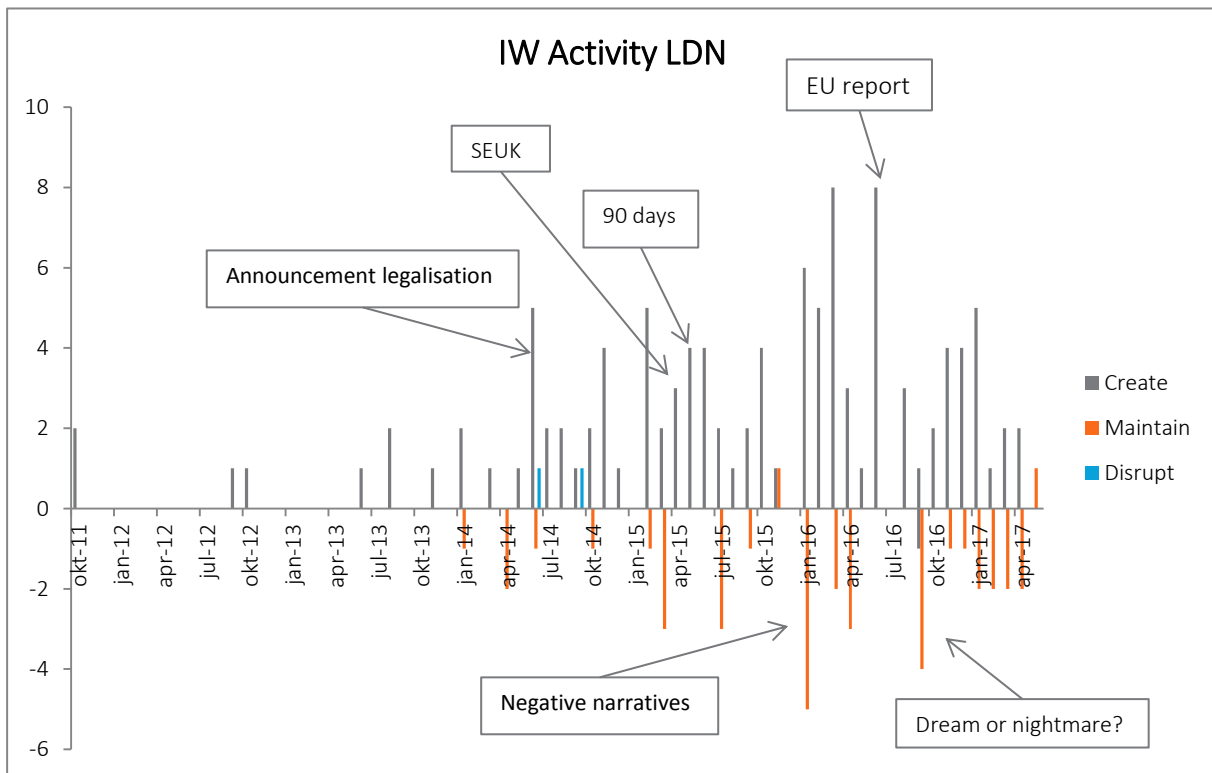 IW Activity LDN
EU report
SEUK
90 days
Announcement legalisation
10
8
6
4
2
0
-2
-4
-6
okt-11
jan-12
apr-12
jul-12
okt-12
jan-13
apr-13
jul-13
okt-13
jan-14
apr-14
jul-14
okt-14
jan-15
apr-15
jul-15
okt-15
jan-16
apr-16
jul-16
okt-16
jan-17
apr-17
Create
Maintain
Disrupt
Negative narratives
Dream or nightmare?